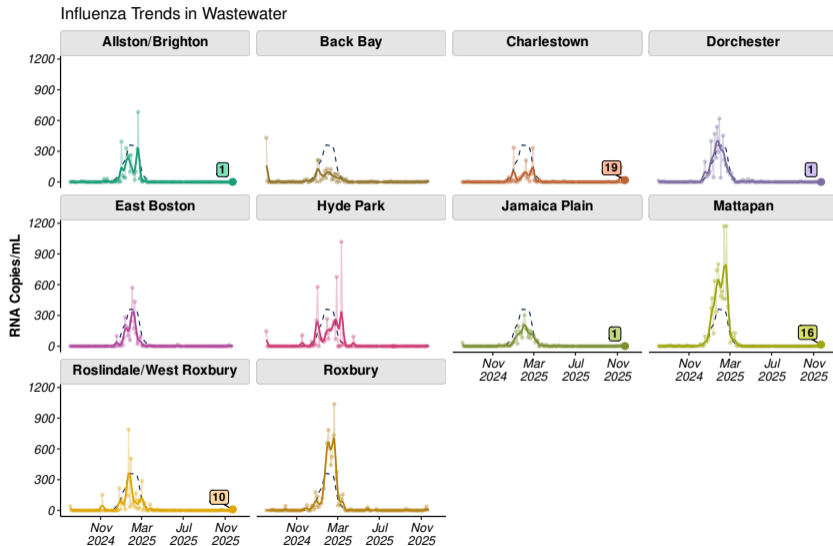 Influenza Trends in Wastewater
Allston/Brighton Back Bay Charlestown Dorchester
1200
900
600
300
0
1 19 1
East Boston Hyde Park Jamaica Plain Mattapan
RNA Copies/mL
1200
900
600
300
0
1 16
Nov 2024 Mar 2025 Jul 2025 Nov 2025 Nov 2024 Mar 2025 Jul 2025 Nov 2025
Roslindale/West Roxbury Roxbury
1200
900
600
300
0
10
Nov 2024 Mar 2025 Jul 2025 Nov 2025 Nov 2024 Mar 2025 Jul 2025 Nov 2025